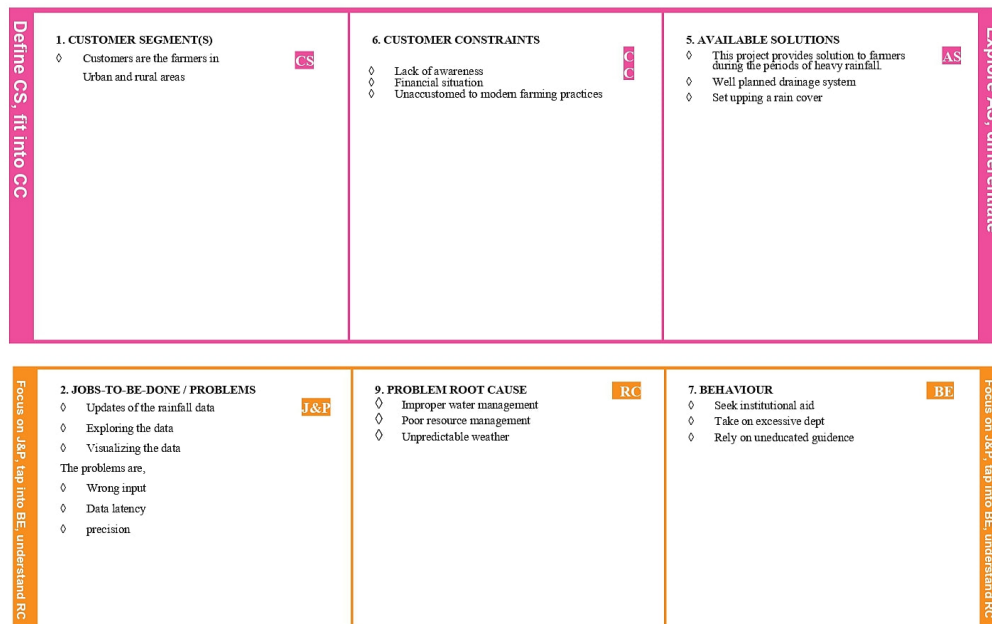 Define CS, fit into CC
1. CUSTOMER SEGMENT(S)
CS
◊ Customers are the farmers in
Urban and rural areas
6. CUSTOMER CONSTRAINTS
C
C
◊ Lack of awareness
◊ Financial situation
◊ Unaccustomed to modern farming practices
5. AVAILABLE SOLUTIONS
AS
◊ This project provides solution to farmers
during the periods of heavy rainfall.
◊ Well planned drainage system
◊ Set upping a rain cover
Explore AS, differentiate
Focus on J&P, tap into BE, understand RC
2. JOBS-TO-BE-DONE / PROBLEMS
J&P
◊ Updates of the rainfall data
◊ Exploring the data
◊ Visualizing the data
The problems are,
◊ Wrong input
◊ Data latency
◊ precision
9. PROBLEM ROOT CAUSE
RC
◊ Improper water management
◊ Poor resource management
◊ Unpredictable weather
7. BEHAVIOUR
BE
◊ Seek institutional aid
◊ Take on excessive dept
◊ Rely on uneducated guidence
Focus on J&P, tap into BE, understand RC